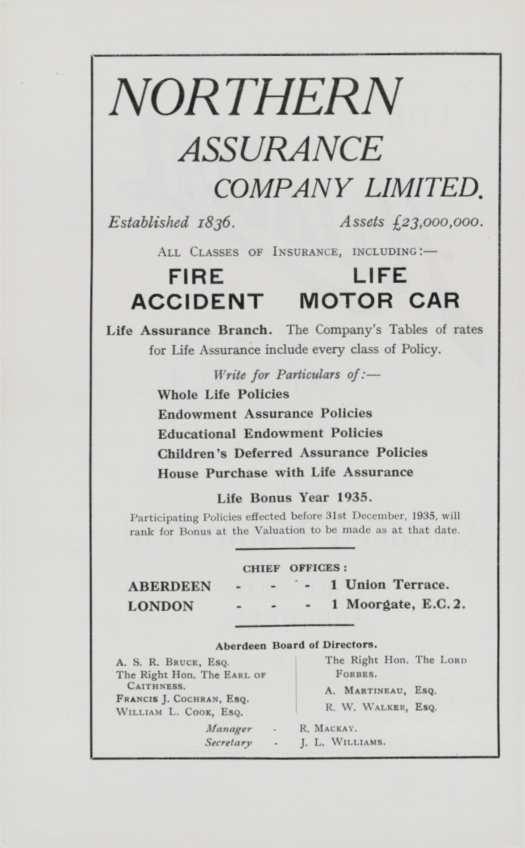 NORTHERN
ASSURANCE
COMPANY LIMITED.
Established 1836. Assets £23,000,000.
ALL CLASSES OF INSURANCE, INCLUDING:—
FIRE LIFE
ACCIDENT MOTOR CAR
Life Assurance Branch. The Company's Tables of rates
for Life Assurance include every class of Policy.
Write for Particulars of:—
Whole Life Policies
Endowment Assurance Policies
Educational Endowment Policies
Children's Deferred Assurance Policies
House Purchase with Life Assurance
Life Bonus Year 1935.
Participating Policies effected before 31st December, 1935, will
rank for Bonus at the Valuation to be made as at that date.
CHIEF OFFICES:
ABERDEEN - - - 1 Union Terrace.
LONDON - - - 1 Moorgate, E.C. 2.
Aberdeen Board of Directors.
A. S. R. BRUCE, ESQ.
The Right Hon. The EARL OF
CAITHNESS.
FRANCIS J. COCHRAN, ESQ.
WILLIAM L. COOK, ESQ.
The Right Hon. The LORD
FORBES.
A. MARTINEAU, ESQ.
R. W. WALKER, ESQ.
Manager - R. MACKAY.
Secretary - J. L. WILLIAMS.